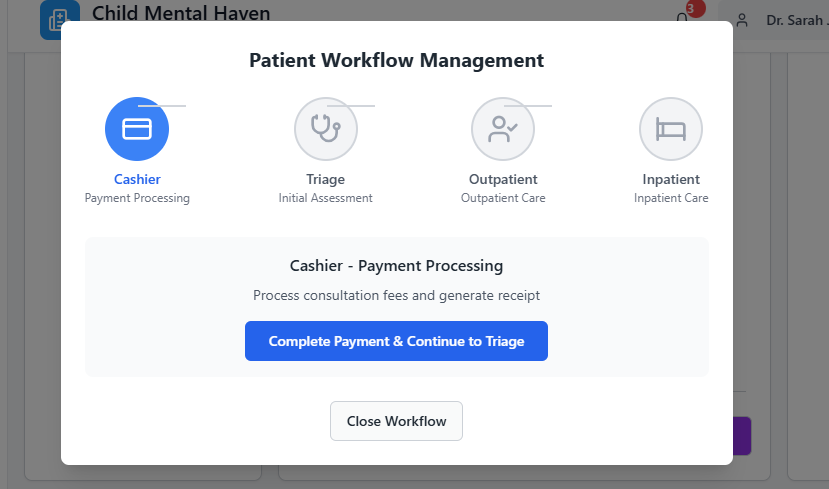 Child Mental Haven
3
Dr. Sarah
Patient Workflow Management
Cashier
Payment Processing
Triage
Initial Assessment
Outpatient
Outpatient Care
Inpatient
Inpatient Care
Cashier - Payment Processing
Process consultation fees and generate receipt
Complete Payment & Continue to Triage
Close Workflow